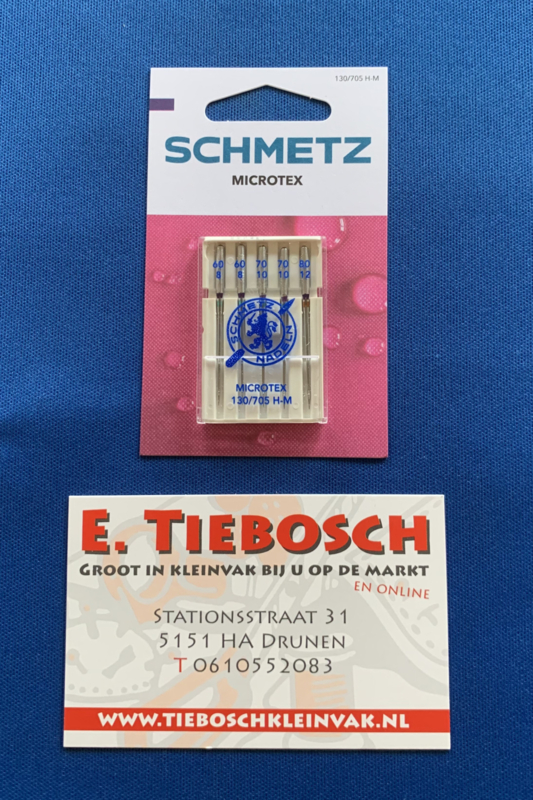 130/705 H-M
SCHMETZ
MICROTEX
60 60 70 70 80
8 8 10 10 12
SCHMETZ NADELN
MICROTEX
130/705 H-M
E. TIEBOSCH
GROOT IN KLEINVAK BIJ U OP DE MARKT
EN ONLINE
STATIONSSTRAAT 31
5151 HA DRUNEN
T 0610552083
WWW.TIEBOSCHKLEINVAK.NL